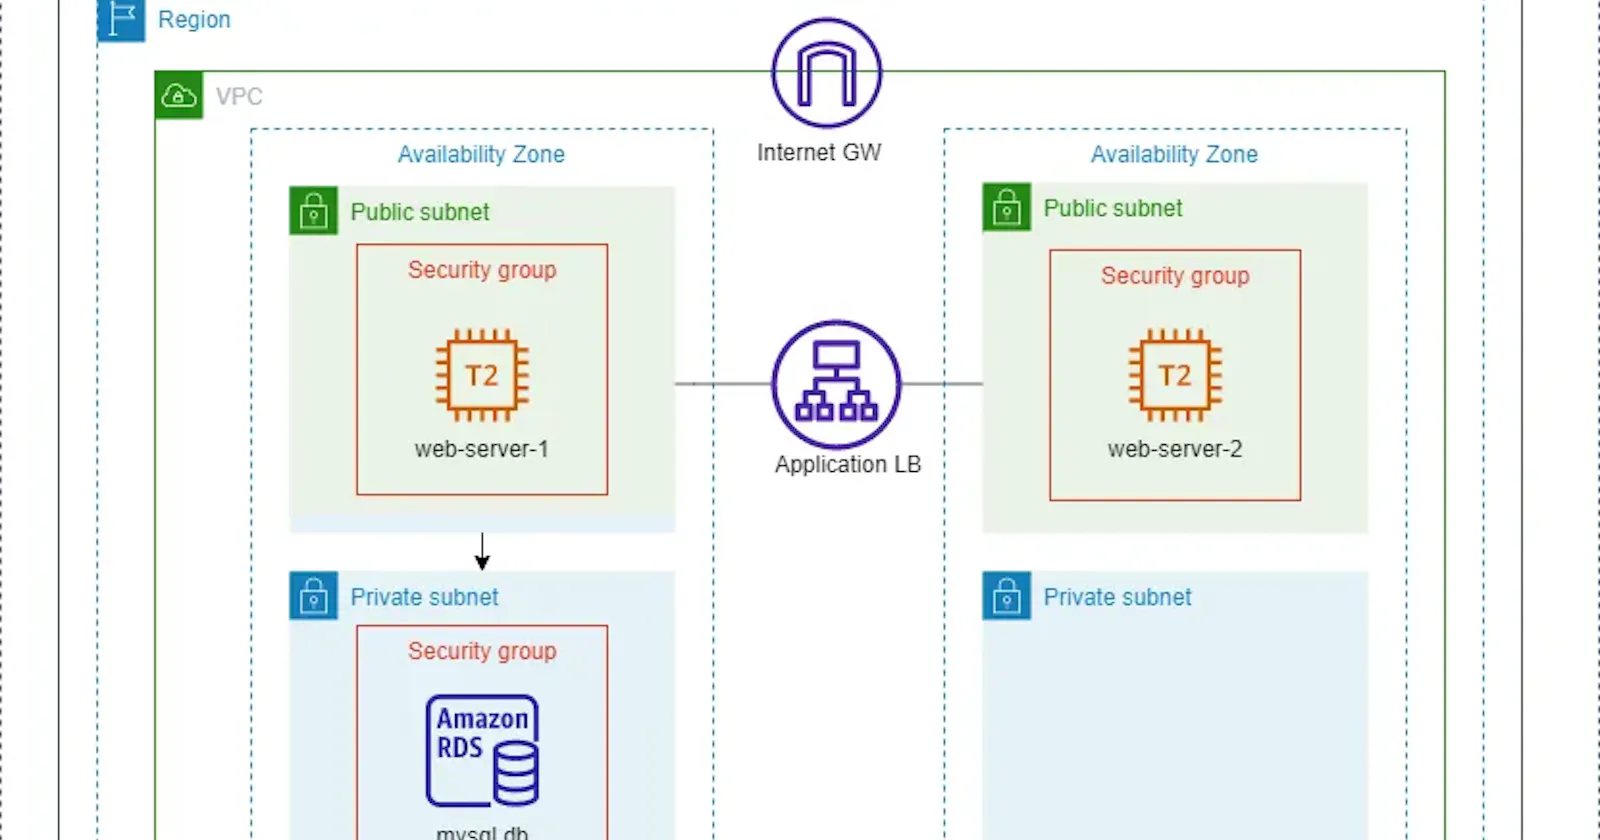 Region
VPC
Internet GW
Availability Zone
Public subnet
Security group
T2
web-server-1
Application LB
Availability Zone
Public subnet
Security group
T2
web-server-2
Private subnet
Security group
Amazon
RDS
mysql db
Private subnet